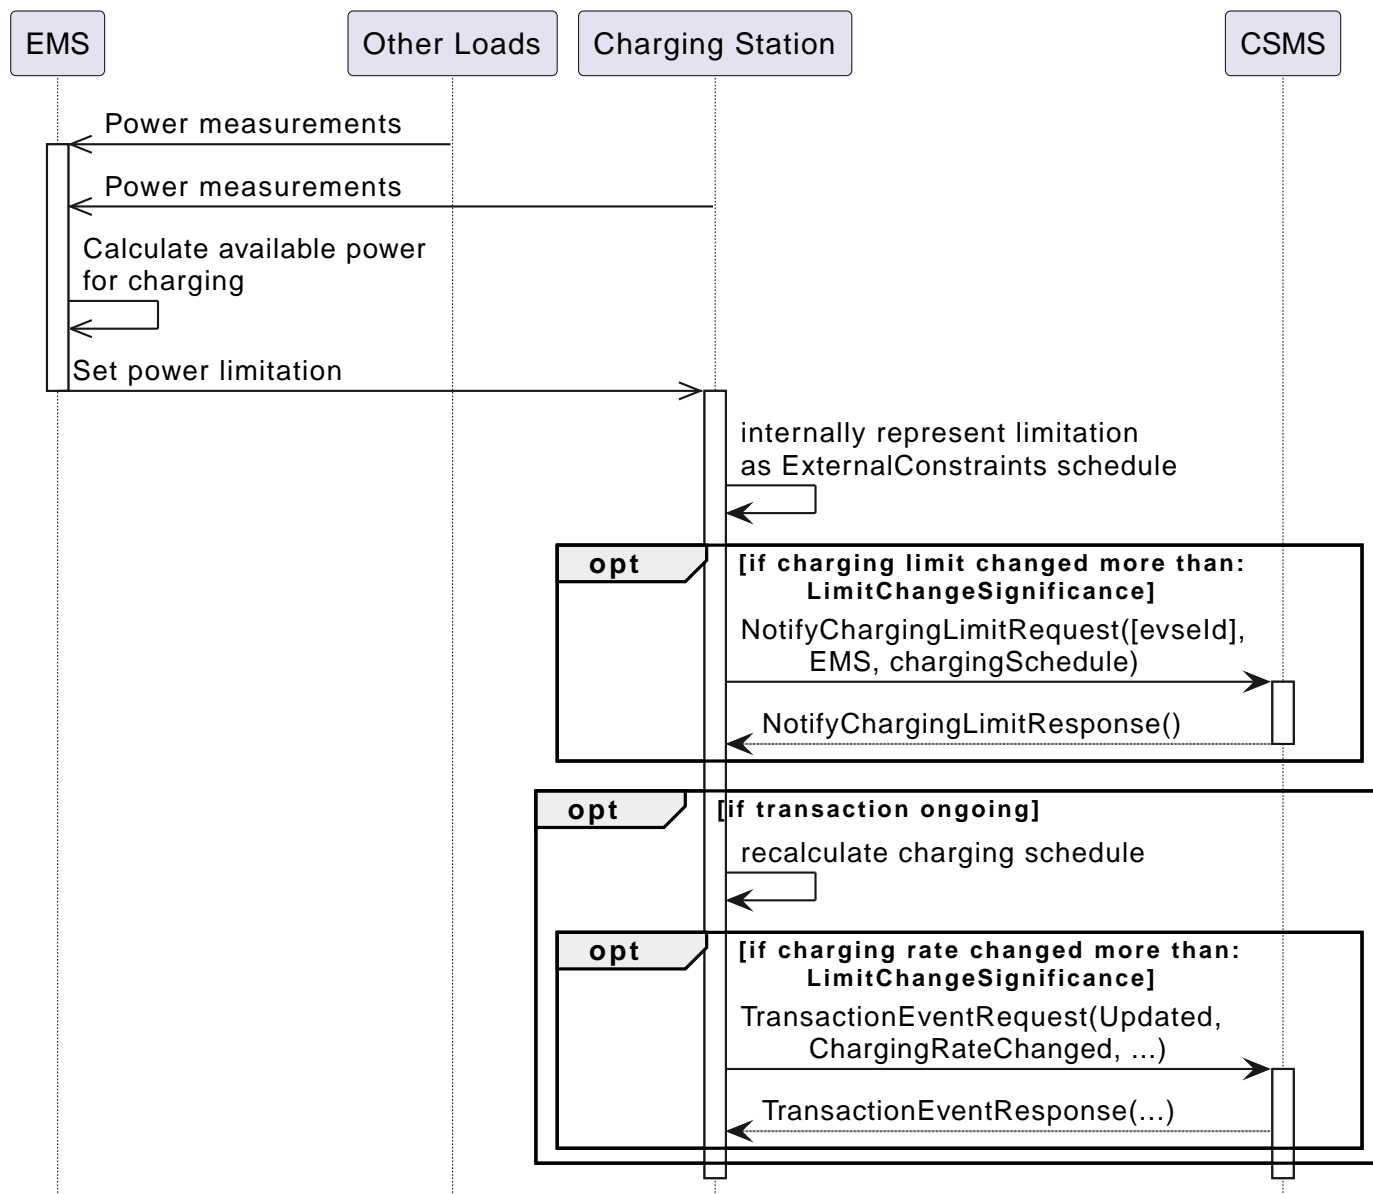 EMS
Other Loads
Charging Station
CSMS
Power measurements
Power measurements
Calculate available power
for charging
Set power limitation
internally represent limitation
as ExternalConstraints schedule
opt
[if charging limit changed more than:
LimitChangeSignificance]
NotifyChargingLimitRequest([evseId],
EMS, chargingSchedule)
NotifyChargingLimitResponse()
opt
[if transaction ongoing]
recalculate charging schedule
opt
[if charging rate changed more than:
LimitChangeSignificance]
TransactionEventRequest(Updated,
ChargingRateChanged, ...)
TransactionEventResponse(...)